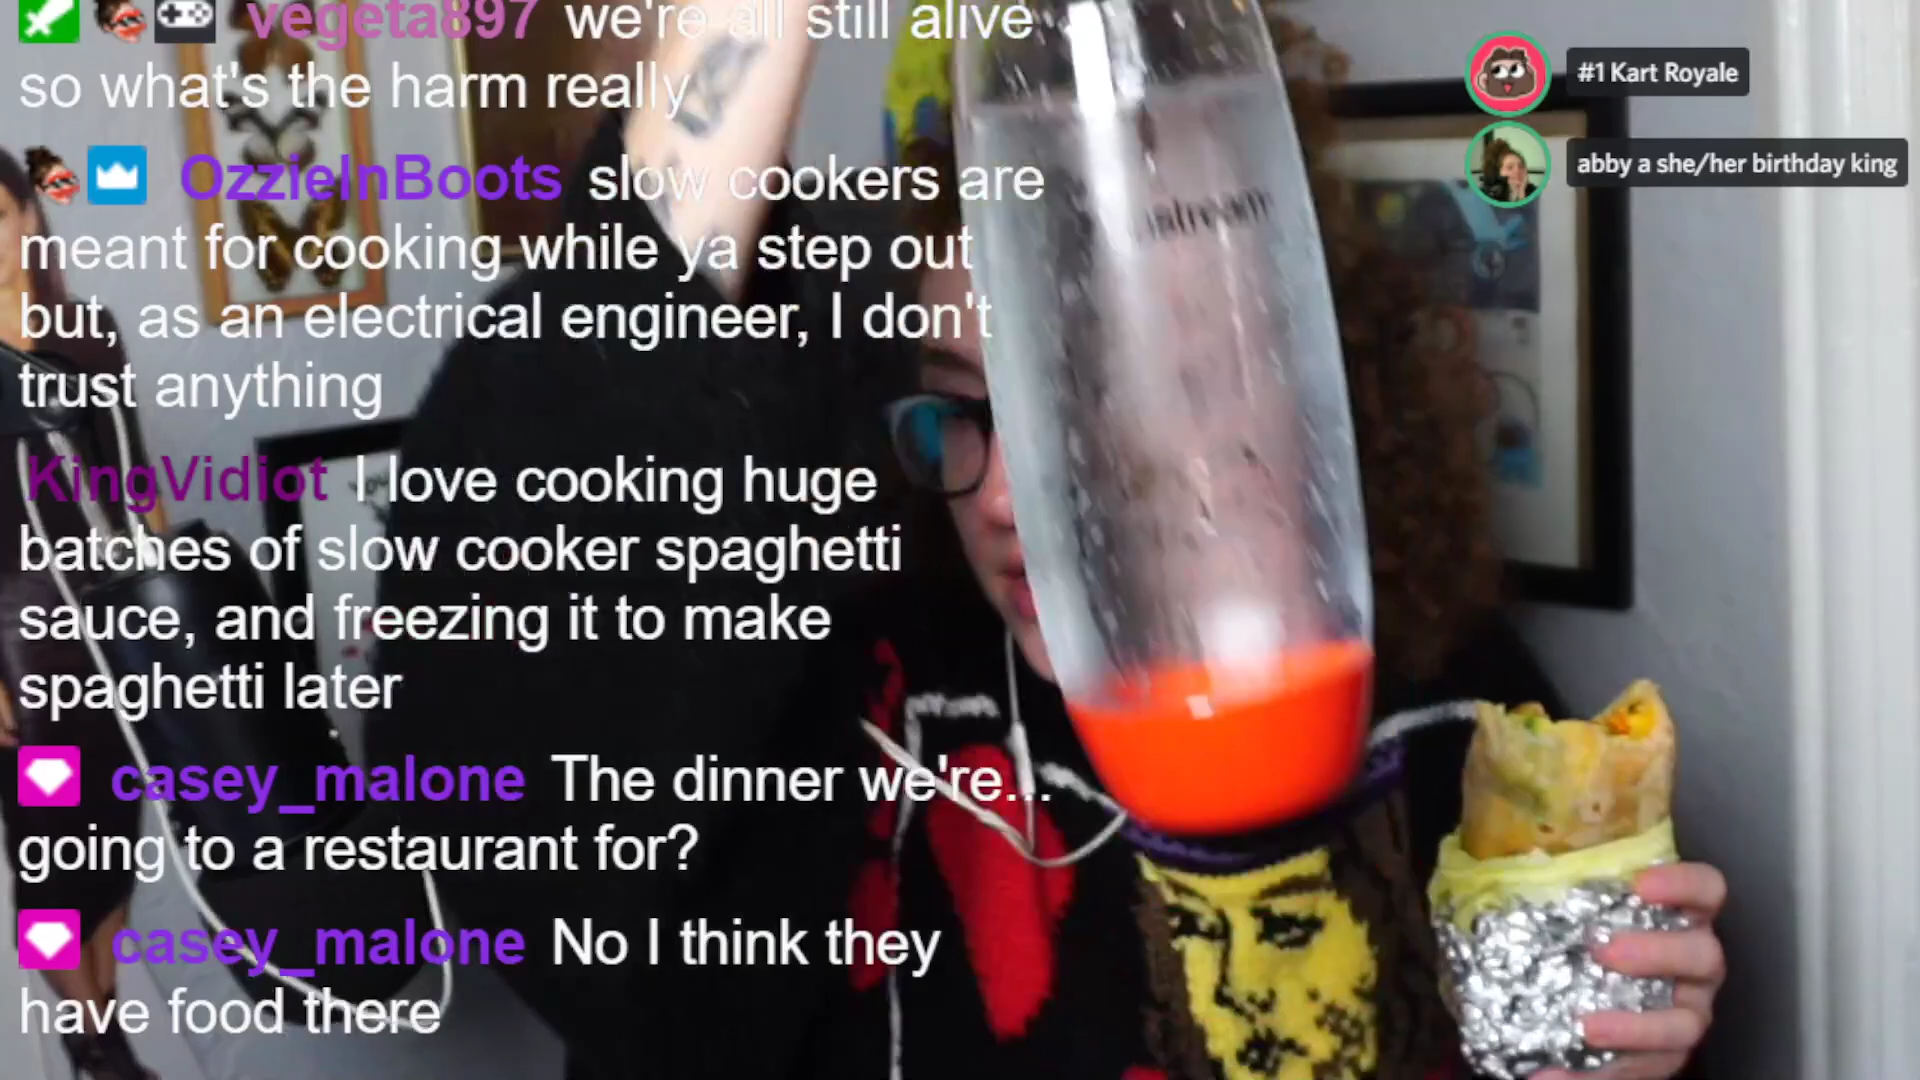 vegeta897 we're all still alive
so what's the harm really
OzzieInBoots slow cookers are
meant for cooking while ya step out
but, as an electrical engineer, I don't
trust anything
KingVidiot I love cooking huge
batches of slow cooker spaghetti
sauce, and freezing it to make
spaghetti later
casey_malone The dinner we're...
going to a restaurant for?
casey_malone No I think they
have food there
#1 Kart Royale
abby a she/her birthday king